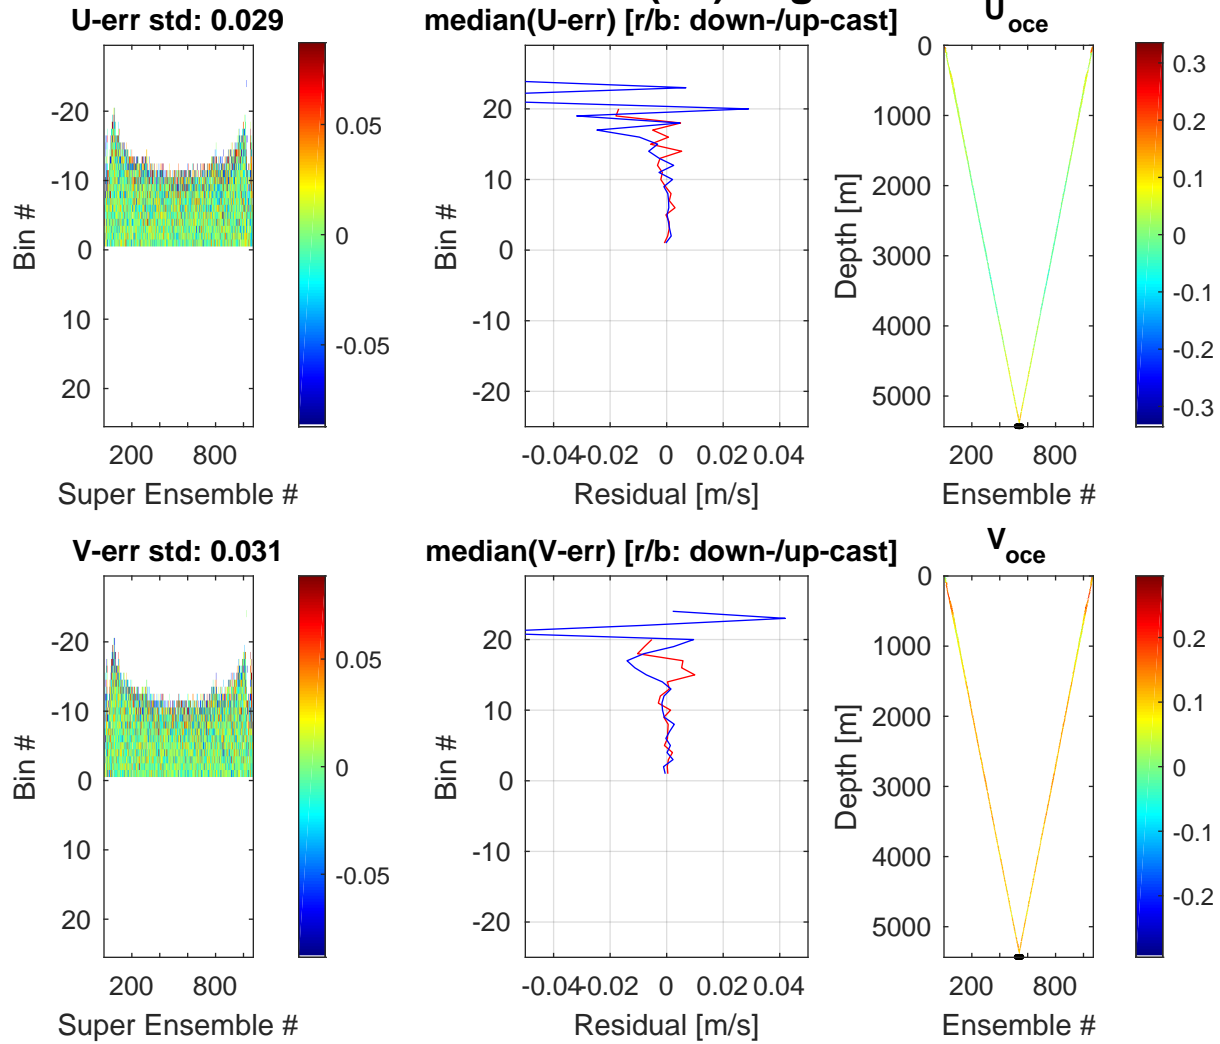 U-err std: 0.029
median(U-err) [r/b: down-/up-cast]
U oce
-20
-10
0
10
20
Bin #
200 800
Super Ensemble #
0.05
0
-0.05
20
10
0
-10
-20
Bin #
-0.04 -0.02 0 0.02 0.04
Residual [m/s]
0
1000
2000
3000
4000
5000
Depth [m]
200 800
Ensemble #
0.3
0.2
0.1
0
-0.1
-0.2
-0.3
V-err std: 0.031
median(V-err) [r/b: down-/up-cast]
V oce
-20
-10
0
10
20
Bin #
200 800
Super Ensemble #
0.05
0
-0.05
20
10
0
-10
-20
Bin #
-0.04 -0.02 0 0.02 0.04
Residual [m/s]
0
1000
2000
3000
4000
5000
Depth [m]
200 800
Ensemble #
0.2
0.1
0
-0.1
-0.2